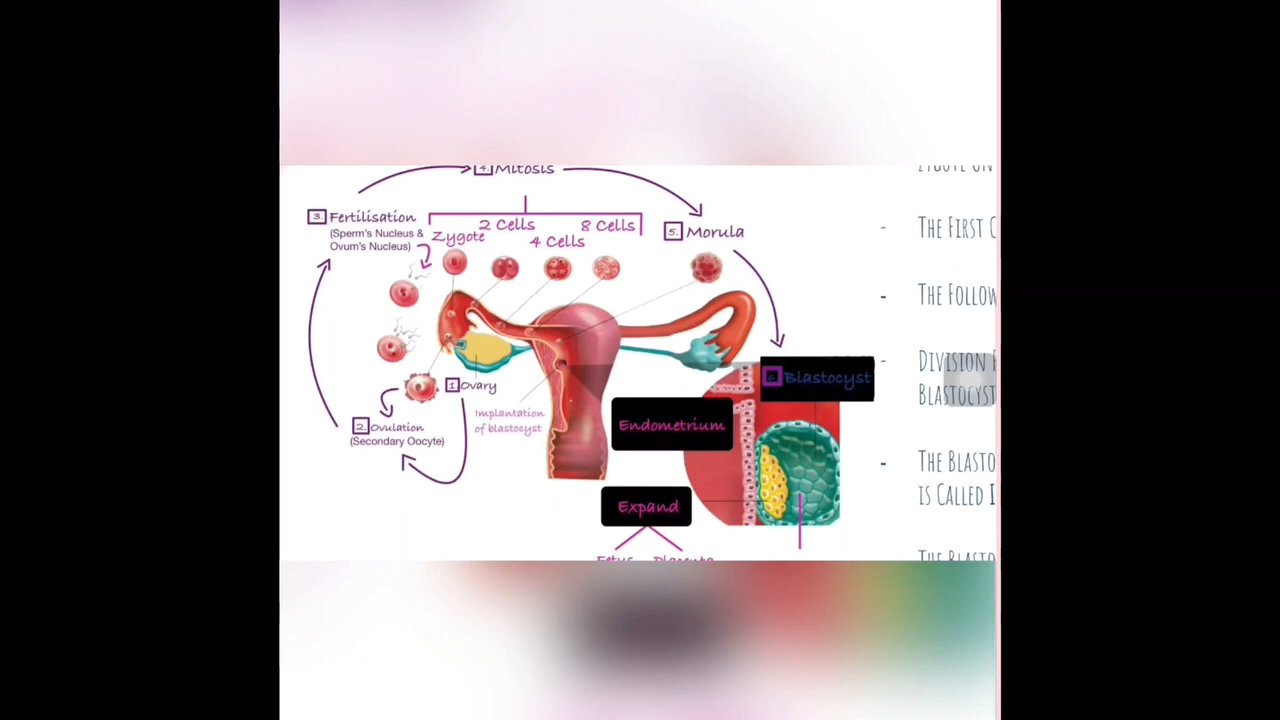 4. Mitosis
3. Fertilisation
(Sperm's Nucleus &
Ovum's Nucleus)
Zygote
2 Cells
4 Cells
8 Cells
5. Morula
1. Ovary
2. Ovulation
(Secondary Oocyte)
Implantation
of blastocyst
Endometrium
Blastocyst
Expand
Fetus
Placenta
- The First
- The Follow
- Division
Blastocyst
- The Blasto
is Called